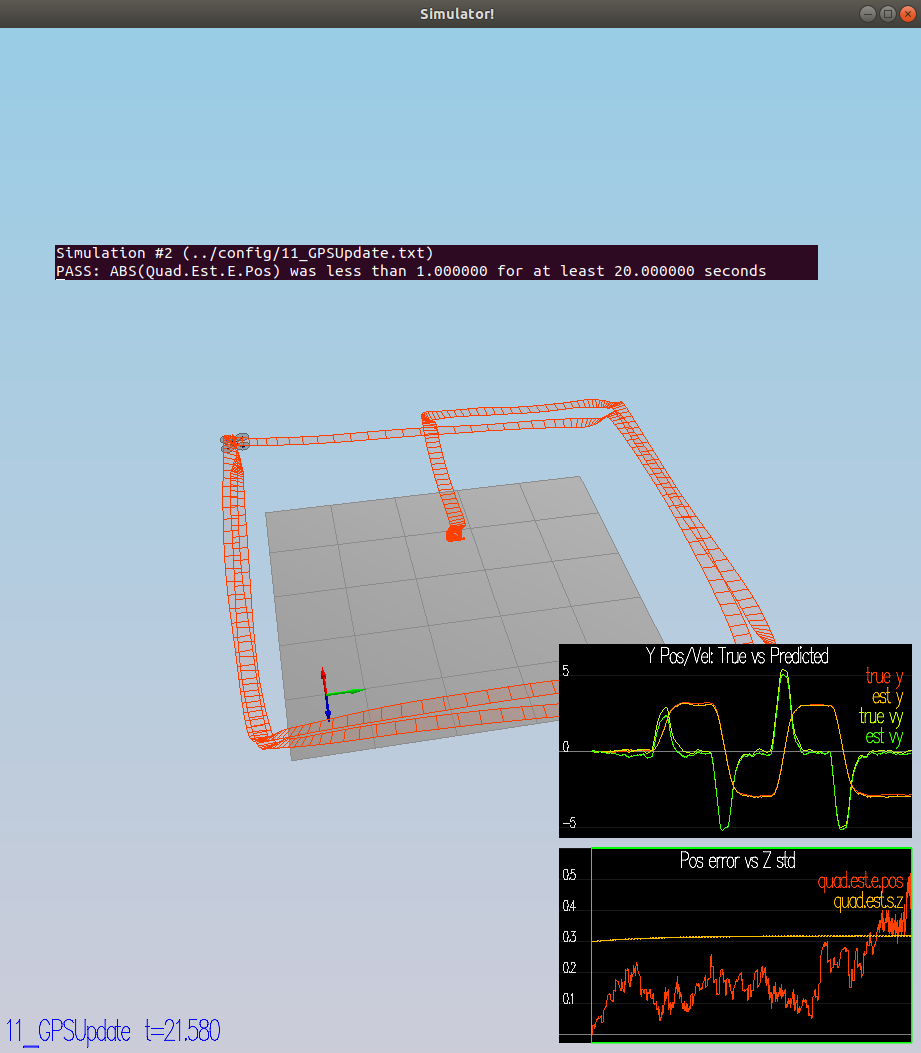 Simulator!
Simulation #2 (../config/11_GPSUpdate.txt)
PASS: ABS(Quad.Est.E.Pos) was less than 1.000000 for at least 20.000000 seconds
Y Pos/Vel: True vs Predicted
5
true y
est y
true vy
est vy
0
-5
Pos error vs Z std
0.5
quad.est.e.pos
quad.est.s.z
0.4
0.3
0.2
0.1
11_GPSUpdate t=21.580